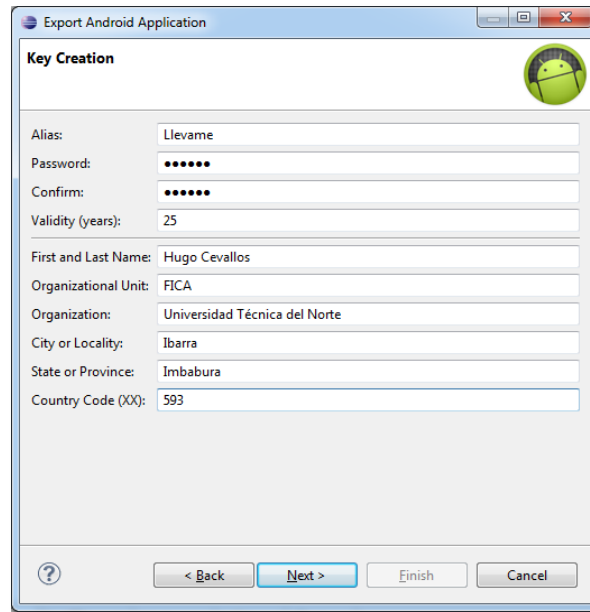 Export Android Application
Key Creation
Alias: Llevame
Password: ••••••
Confirm: ••••••
Validity (years): 25
First and Last Name: Hugo Cevallos
Organizational Unit: FICA
Organization: Universidad Técnica del Norte
City or Locality: Ibarra
State or Province: Imbabura
Country Code (XX): 593
? < Back Next > Finish Cancel